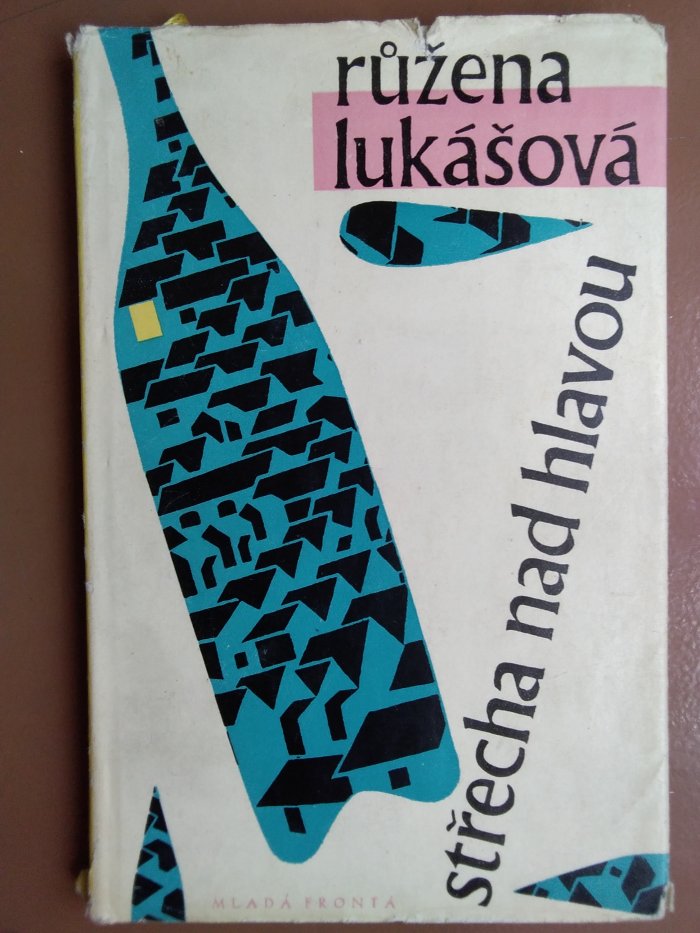 růžena
lukášová
střecha nad hlavou
MLADÁ FRONTA